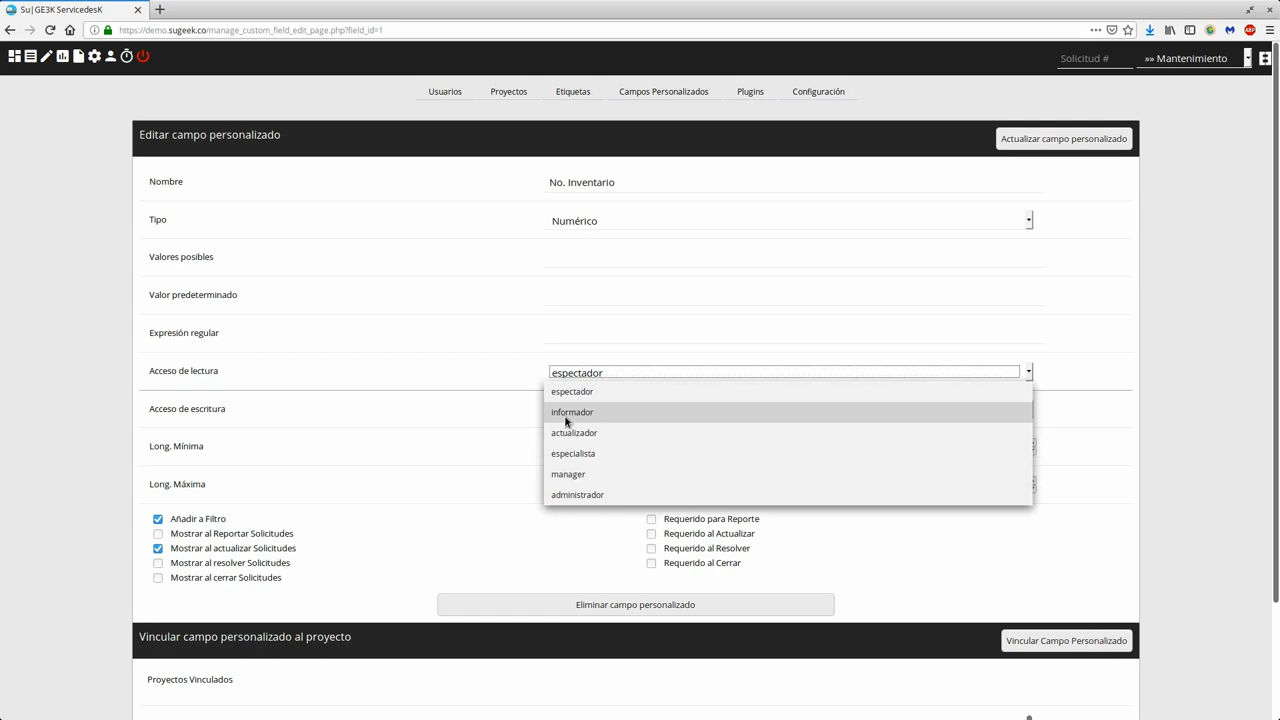 Su|GE3K ServicedesK
https://demo.sugeek.co/manage_custom_field_edit_page.php?field_id=1
ABP
Solicitud #
»» Mantenimiento
Usuarios
Proyectos
Etiquetas
Campos Personalizados
Plugins
Configuración
Editar campo personalizado
Actualizar campo personalizado
Nombre
No. Inventario
Tipo
Numérico
Valores posibles
Valor predeterminado
Expresión regular
Acceso de lectura
espectador
espectador
informador
actualizador
especialista
manager
administrador
Acceso de escritura
Long. Mínima
Long. Máxima
Añadir a Filtro
Mostrar al Reportar Solicitudes
Mostrar al actualizar Solicitudes
Mostrar al resolver Solicitudes
Mostrar al cerrar Solicitudes
Requerido para Reporte
Requerido al Actualizar
Requerido al Resolver
Requerido al Cerrar
Eliminar campo personalizado
Vincular campo personalizado al proyecto
Vincular Campo Personalizado
Proyectos Vinculados